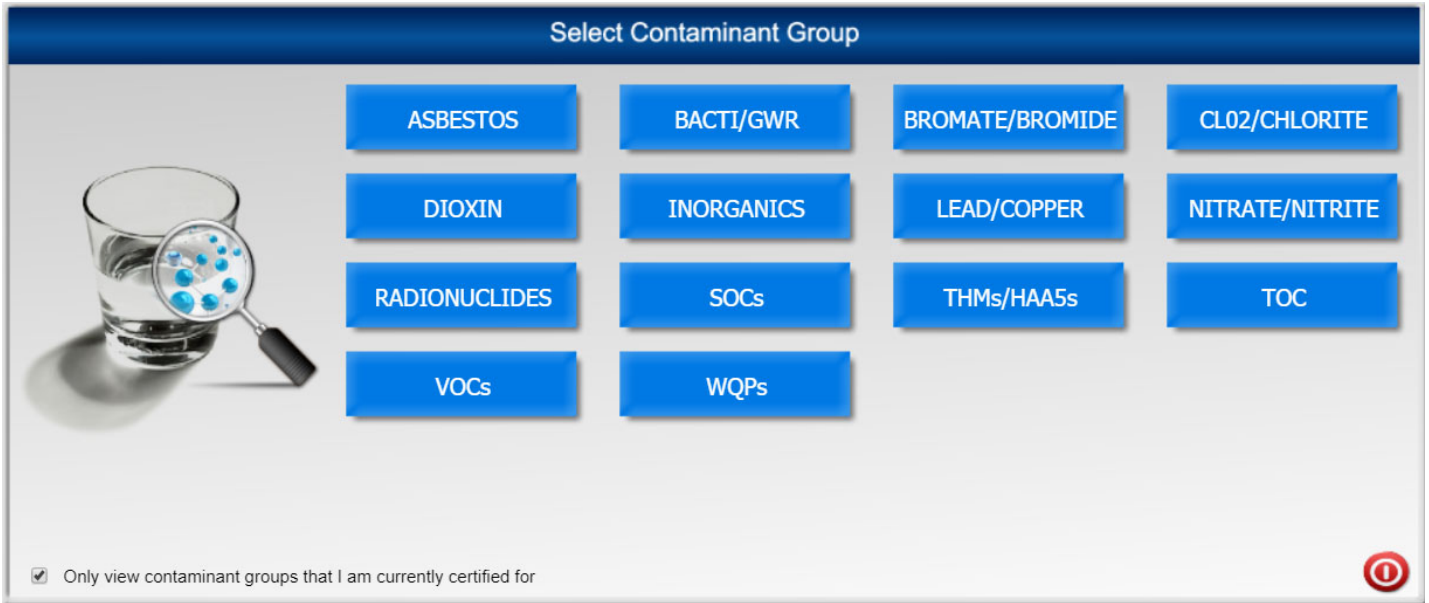 Select Contaminant Group
ASBESTOS
BACTI/GWR
BROMATE/BROMIDE
CL02/CHLORITE
DIOXIN
INORGANICS
LEAD/COPPER
NITRATE/NITRITE
RADIONUCLIDES
SOCs
THMs/HAA5s
TOC
VOCs
WQPs
Only view contaminant groups that I am currently certified for